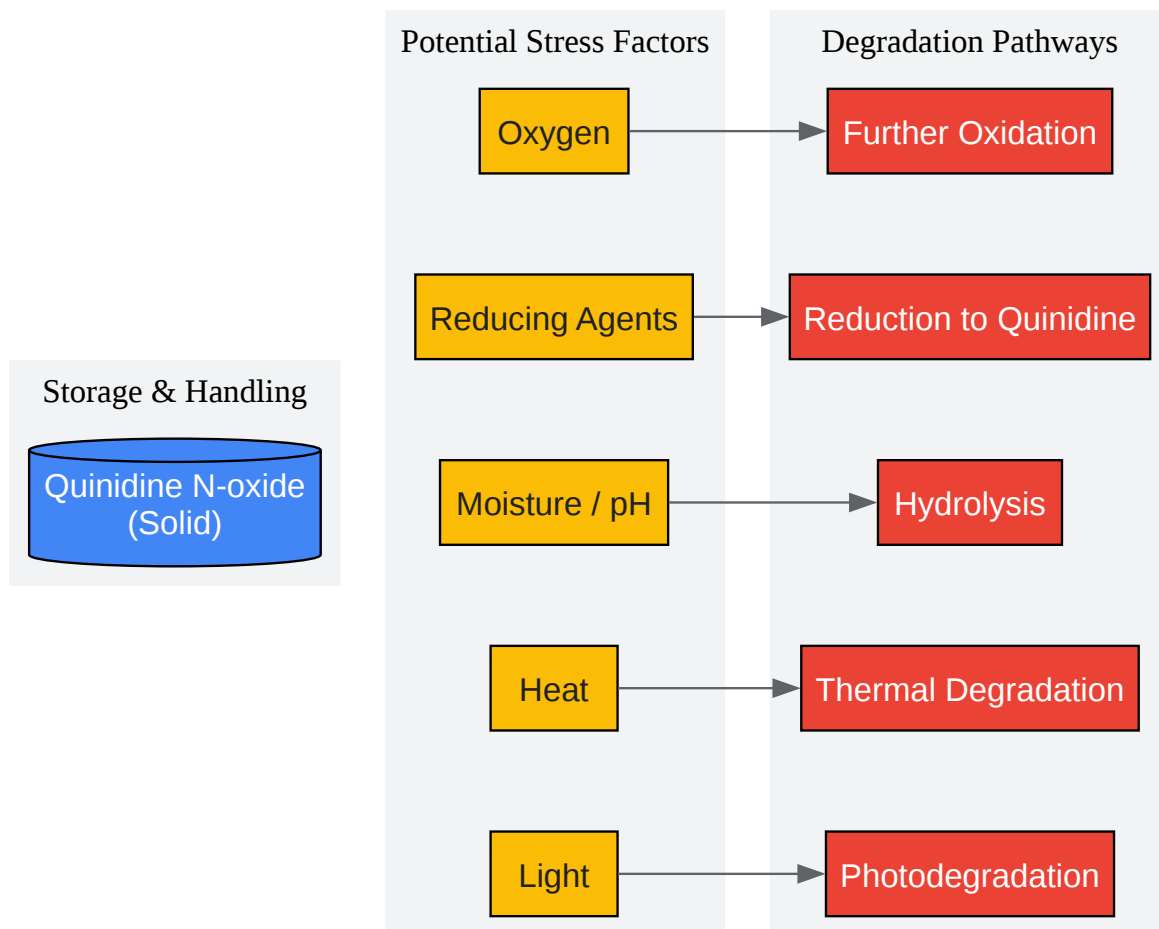 Storage & Handling
Quinidine N-oxide
(Solid)
Potential Stress Factors
Oxygen
Reducing Agents
Moisture / pH
Heat
Light
Degradation Pathways
Further Oxidation
Reduction to Quinidine
Hydrolysis
Thermal Degradation
Photodegradation